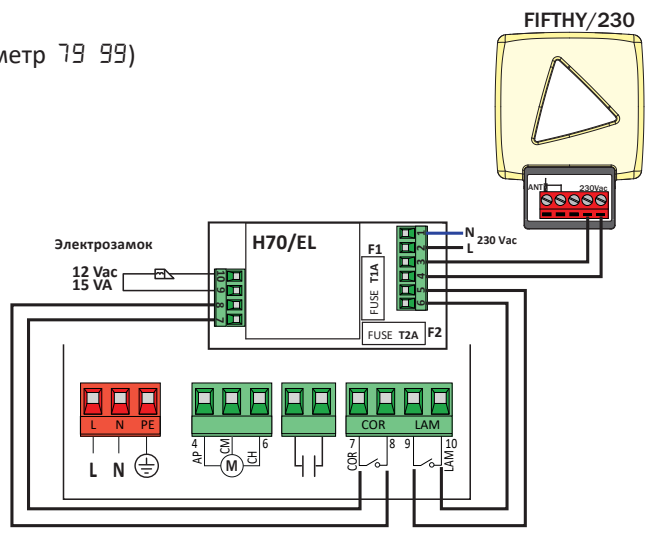 FIFTHY/230
метр 79 99)
ANT
230Vac
Электрозамок
12 Vac
15 VA
H70/EL
10
9
8
7
F1
FUSE T1A
FUSE T2A F2
1
2
3
4
5
6
N
L
230 Vac
L N PE
COR LAM
4 6
AP CM CH
M
7 8 9 10
COR LAM
L N